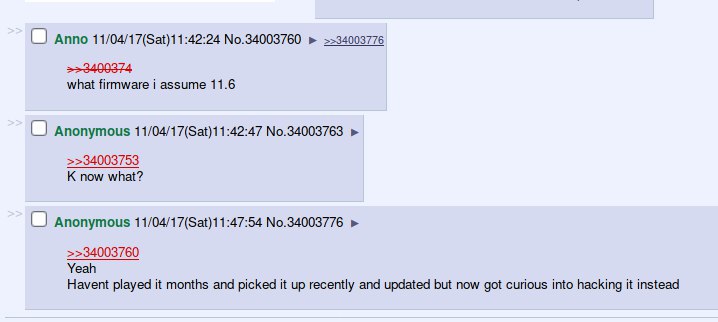 >> Anno 11/04/17(Sat)11:42:24 No.34003760 ▶ >>34003776
>>3400374
what firmware i assume 11.6
>> Anonymous 11/04/17(Sat)11:42:47 No.34003763 ▶
>>34003753
K now what?
>> Anonymous 11/04/17(Sat)11:47:54 No.34003776 ▶
>>34003760
Yeah
Havent played it months and picked it up recently and updated but now got curious into hacking it instead